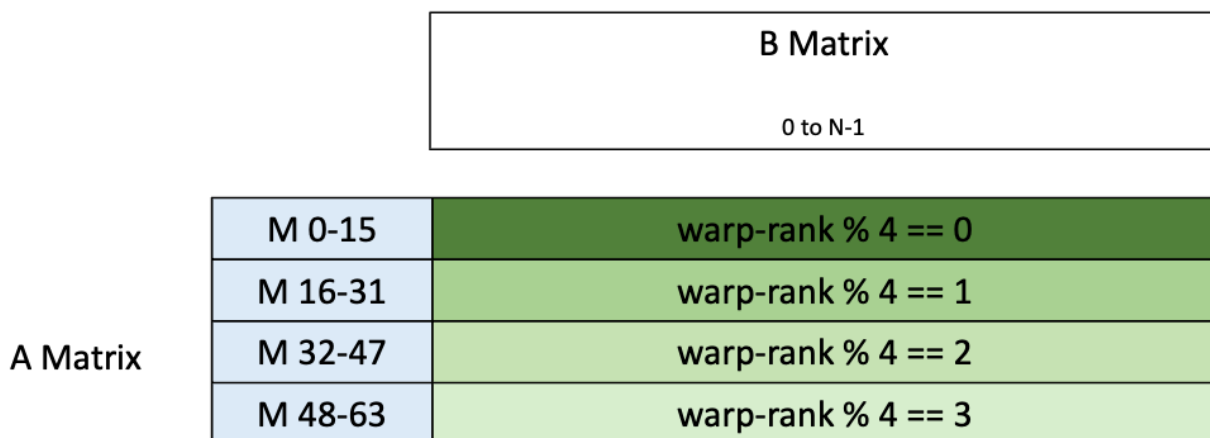 B Matrix
0 to N-1
M 0-15 warp-rank % 4 == 0
M 16-31 warp-rank % 4 == 1
A Matrix M 32-47 warp-rank % 4 == 2
M 48-63 warp-rank % 4 == 3